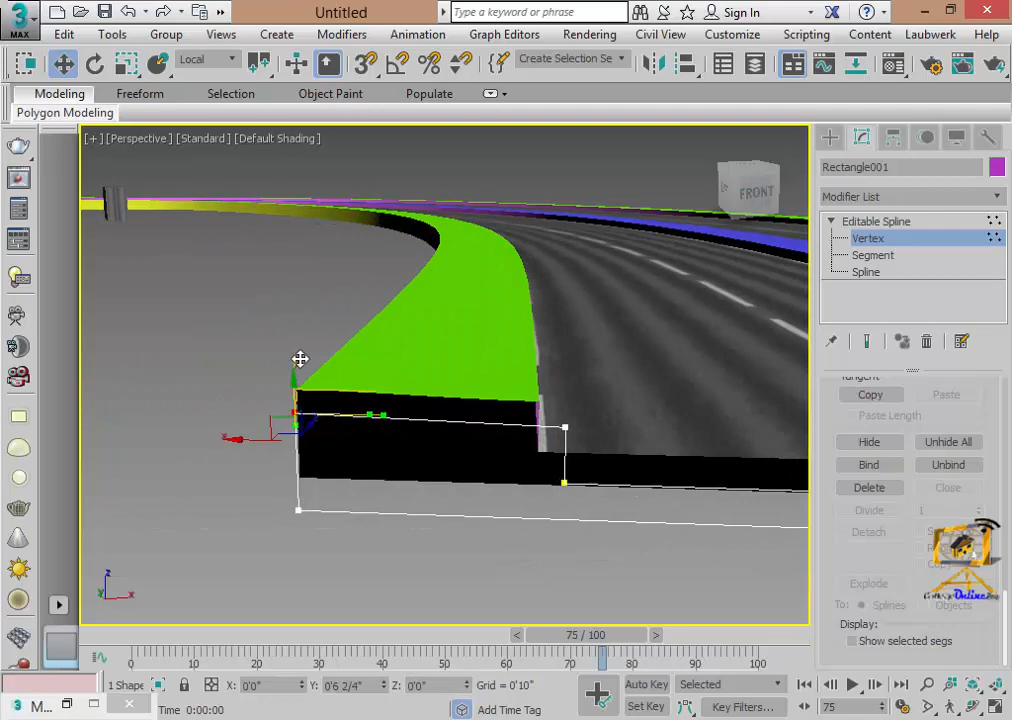 Untitled
Type a keyword or phrase
Sign In
MAX
Edit Tools Group Views Create Modifiers Animation Graph Editors Rendering Civil View Customize Scripting Content Laubwerk Help
Local
Create Selection Se
Modeling Freeform Selection Object Paint Populate
Polygon Modeling
[+] [Perspective] [Standard] [Default Shading]
FRONT
Rectangle001
Modifier List
Editable Spline
Vertex
Segment
Spline
Tangent
Copy Paste
Paste Length
Hide Unhide All
Bind Unbind
Delete Close
Divide 1
Detach
Explode
To: Splines Objects
Display:
Show selected segs
z
x
75 / 100
0 10 20 30 40 50 60 70 80 90 100
1 Shape X: 0'0" Y: 0'6 2/4" Z: 0'0" Grid = 0'10"
Auto Key Selected
Set Key Key Filters...
75
M...
Time 0:00:00
Add Time Tag